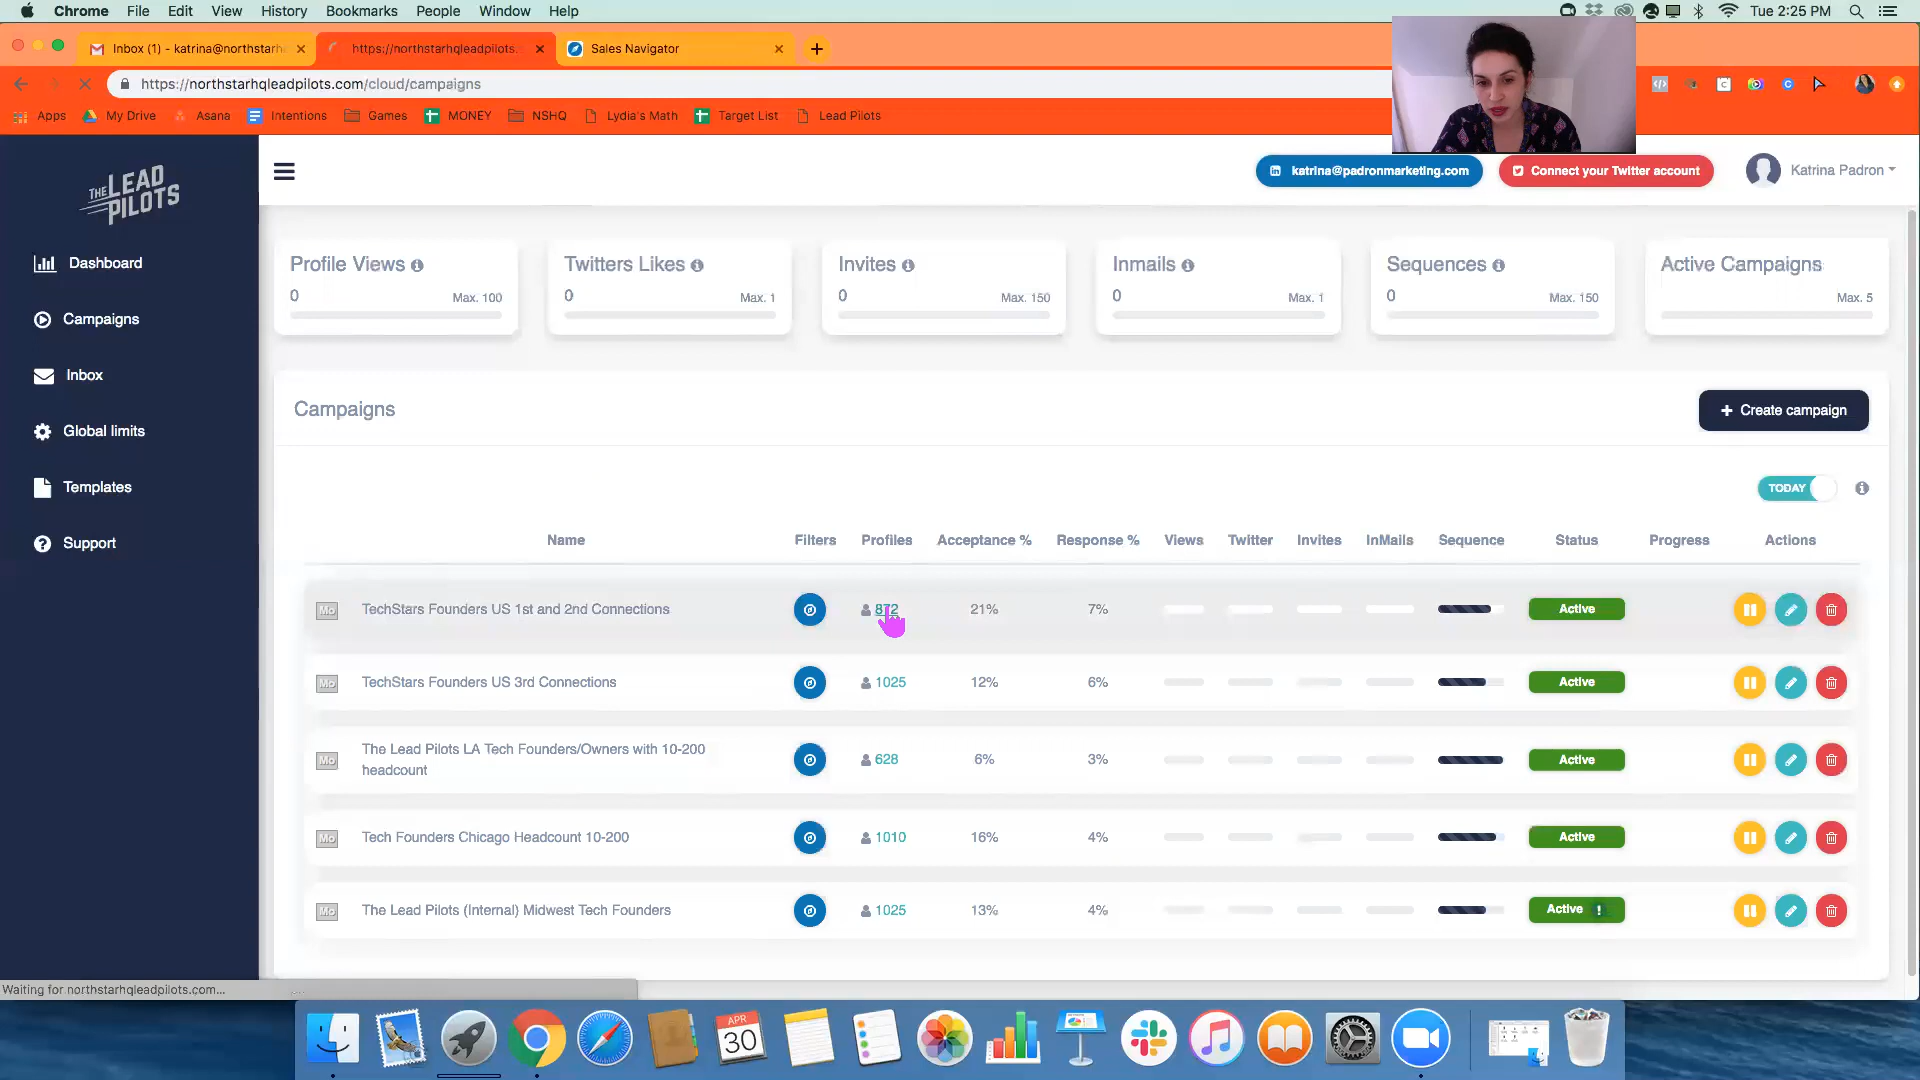 Chrome File Edit View History Bookmarks People Window Help
Tue 2:25 PM
Inbox (1) - katrina@northstarh
https://northstarhqleadpilots.
Sales Navigator
https://northstarhqleadpilots.com/cloud/campaigns
Apps My Drive Asana Intentions Games MONEY NSHQ Lydia's Math Target List Lead Pilots
THE LEAD PILOTS
katrina@padronmarketing.com
Connect your Twitter account
Katrina Padron
Dashboard
Campaigns
Inbox
Global limits
Templates
Support
Profile Views
0 Max. 100
Twitters Likes
0 Max. 1
Invites
0 Max. 150
Inmails
0 Max. 1
Sequences
0 Max. 150
Active Campaigns
Max. 5
Campaigns
+ Create campaign
TODAY
Name Filters Profiles Acceptance % Response % Views Twitter Invites InMails Sequence Status Progress Actions
Mo TechStars Founders US 1st and 2nd Connections 872 21% 7% Active
Mo TechStars Founders US 3rd Connections 1025 12% 6% Active
Mo The Lead Pilots LA Tech Founders/Owners with 10-200
headcount 628 6% 3% Active
Mo Tech Founders Chicago Headcount 10-200 1010 16% 4% Active
Mo The Lead Pilots (Internal) Midwest Tech Founders 1025 13% 4% Active !
Waiting for northstarhqleadpilots.com...
APR
30